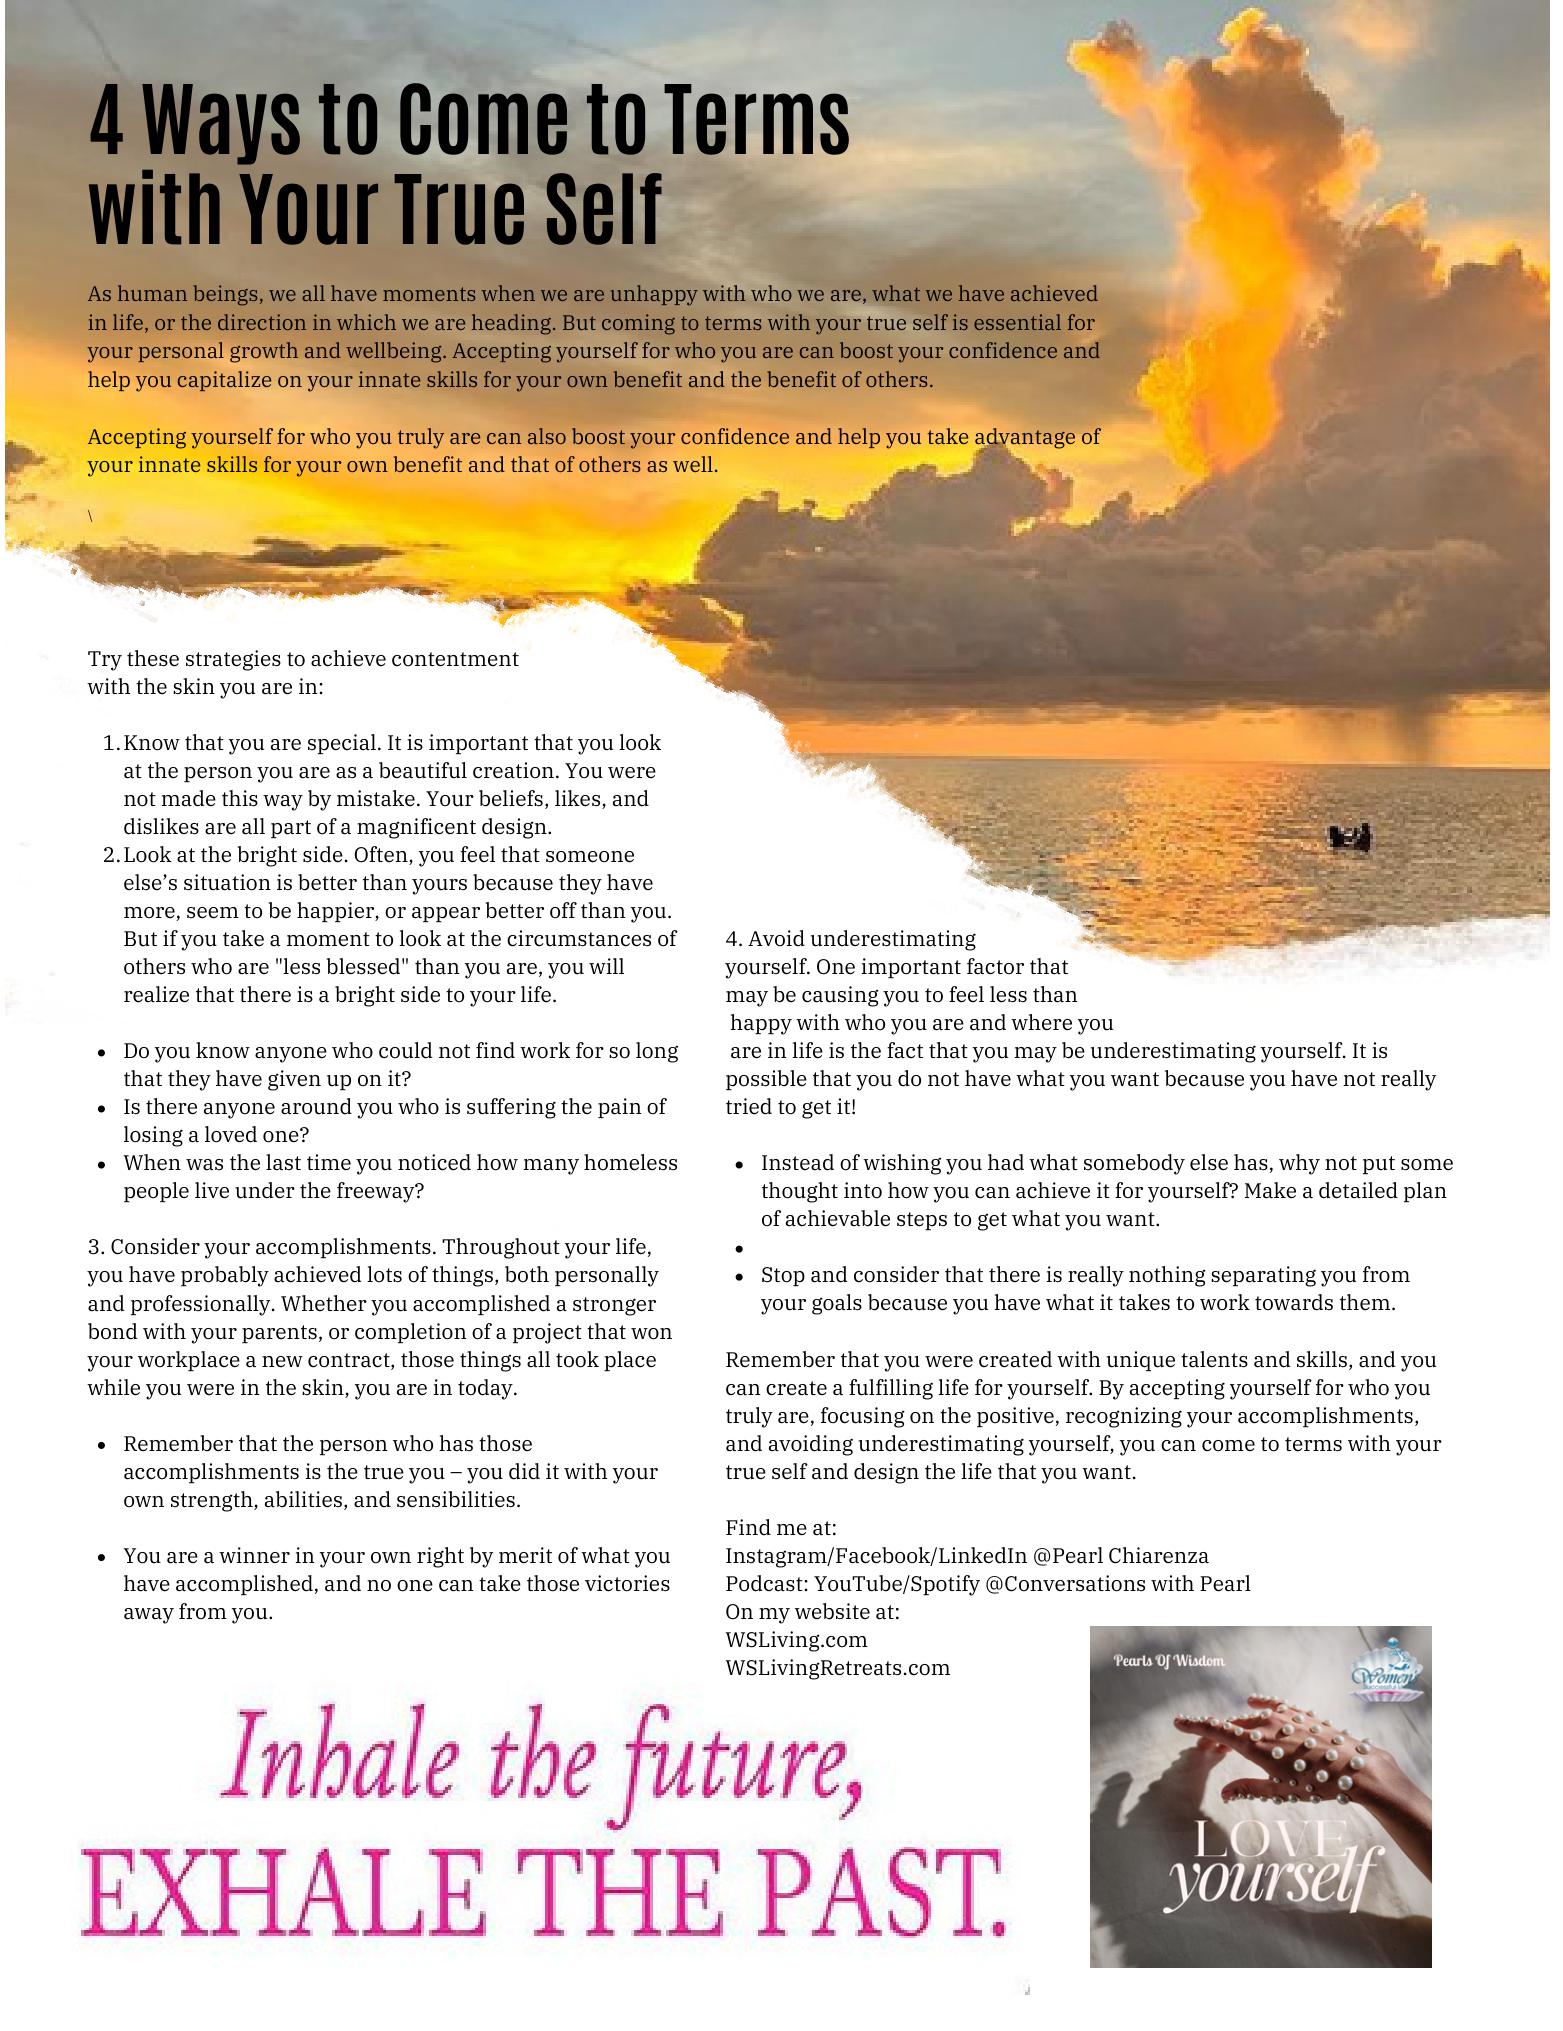 4 Ways to Come to Terms
with Your True Self
As human beings, we all have moments when we are unhappy with who we are, what we have achieved
in life, or the direction in which we are heading. But coming to terms with your true self is essential for
your personal growth and wellbeing. Accepting yourself for who you are can boost your confidence and
help you capitalize on your innate skills for your own benefit and the benefit of others.
Accepting yourself for who you truly are can also boost your confidence and help you take advantage of
your innate skills for your own benefit and that of others as well.
\
Try these strategies to achieve contentment
with the skin you are in:
1. Know that you are special. It is important that you look
at the person you are as a beautiful creation. You were
not made this way by mistake. Your beliefs, likes, and
dislikes are all part of a magnificent design.
2. Look at the bright side. Often, you feel that someone
else’s situation is better than yours because they have
more, seem to be happier, or appear better off than you.
But if you take a moment to look at the circumstances of
others who are "less blessed" than you are, you will
realize that there is a bright side to your life.
• Do you know anyone who could not find work for so long
that they have given up on it?
• Is there anyone around you who is suffering the pain of
losing a loved one?
• When was the last time you noticed how many homeless
people live under the freeway?
3. Consider your accomplishments. Throughout your life,
you have probably achieved lots of things, both personally
and professionally. Whether you accomplished a stronger
bond with your parents, or completion of a project that won
your workplace a new contract, those things all took place
while you were in the skin, you are in today.
• Remember that the person who has those
accomplishments is the true you – you did it with your
own strength, abilities, and sensibilities.
• You are a winner in your own right by merit of what you
have accomplished, and no one can take those victories
away from you.
4. Avoid underestimating
yourself. One important factor that
may be causing you to feel less than
happy with who you are and where you
are in life is the fact that you may be underestimating yourself. It is
possible that you do not have what you want because you have not really
tried to get it!
• Instead of wishing you had what somebody else has, why not put some
thought into how you can achieve it for yourself? Make a detailed plan
of achievable steps to get what you want.
•
• Stop and consider that there is really nothing separating you from
your goals because you have what it takes to work towards them.
Remember that you were created with unique talents and skills, and you
can create a fulfilling life for yourself. By accepting yourself for who you
truly are, focusing on the positive, recognizing your accomplishments,
and avoiding underestimating yourself, you can come to terms with your
true self and design the life that you want.
Find me at:
Instagram/Facebook/LinkedIn @Pearl Chiarenza
Podcast: YouTube/Spotify @Conversations with Pearl
On my website at:
WSLiving.com
WSLivingRetreats.com
Inhale the future,
EXHALE THE PAST.
Pearls Of Wisdom
Women
LOVE
yourself